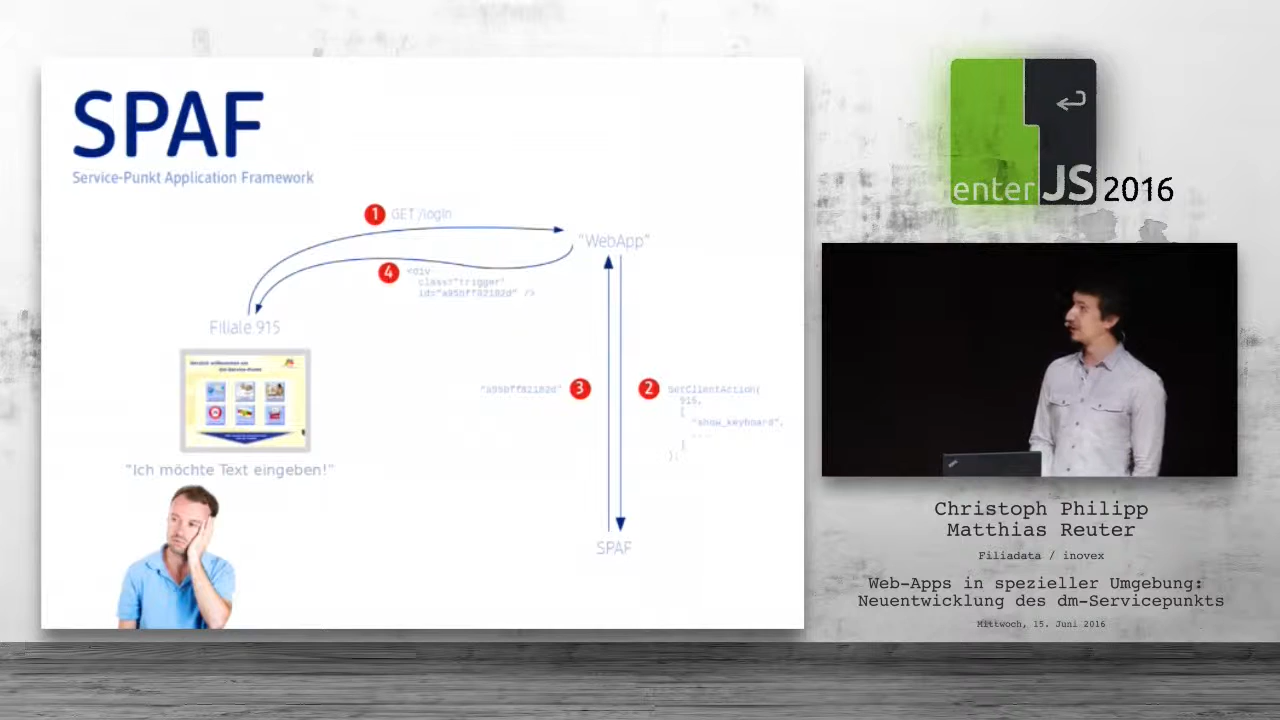 SPAF
Service-Punkt Application Framework
1 GET /login
"WebApp"
4 <div
class="trigger"
id="a95bff82182d" />
Filiale 915
"a95bff82182d" 3
2 SetClientAction(
915,
[
"show_keyboard",
....
]
);
"Ich möchte Text eingeben!"
SPAF
enterJS 2016
Christoph Philipp
Matthias Reuter
Filiadata / inovex
Web-Apps in spezieller Umgebung:
Neuentwicklung des dm-Servicepunkts
Mittwoch, 15. Juni 2016